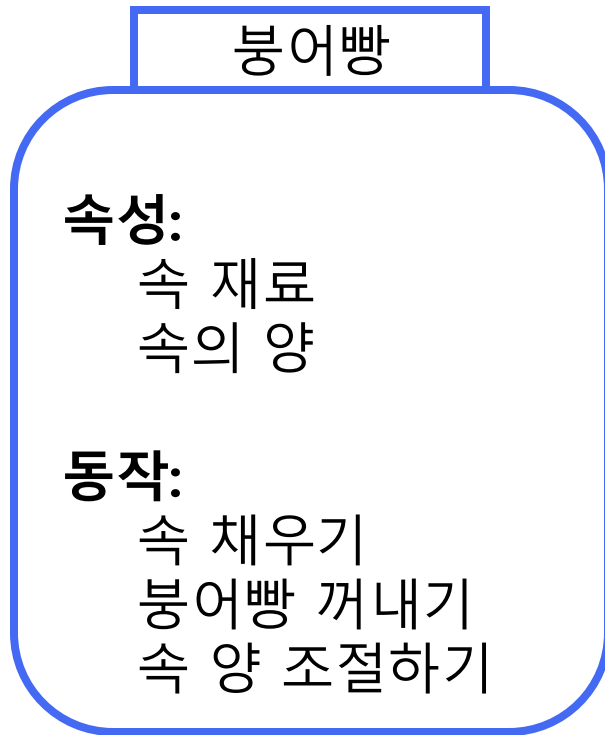 붕어빵
속성:
속 재료
속의 양
동작:
속 채우기
붕어빵 꺼내기
속 양 조절하기